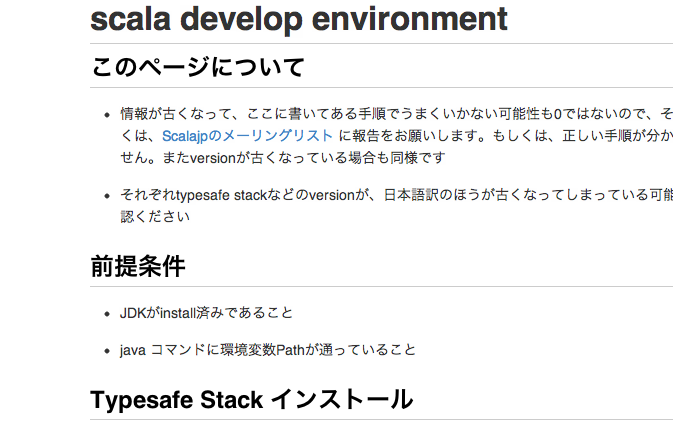 scala develop environment
このページについて
情報が古くなって、ここに書いてある手順でうまくいかない可能性も0ではないので、そ
くは、Scalajpのメーリングリスト に報告をお願いします。もしくは、正しい手順が分か
せん。またversionが古くなっている場合も同様です
それぞれtypesafe stackなどのversionが、日本語訳のほうが古くなってしまっている可能
認ください
前提条件
JDKがinstall済みであること
java コマンドに環境変数Pathが通っていること
Typesafe Stack インストール